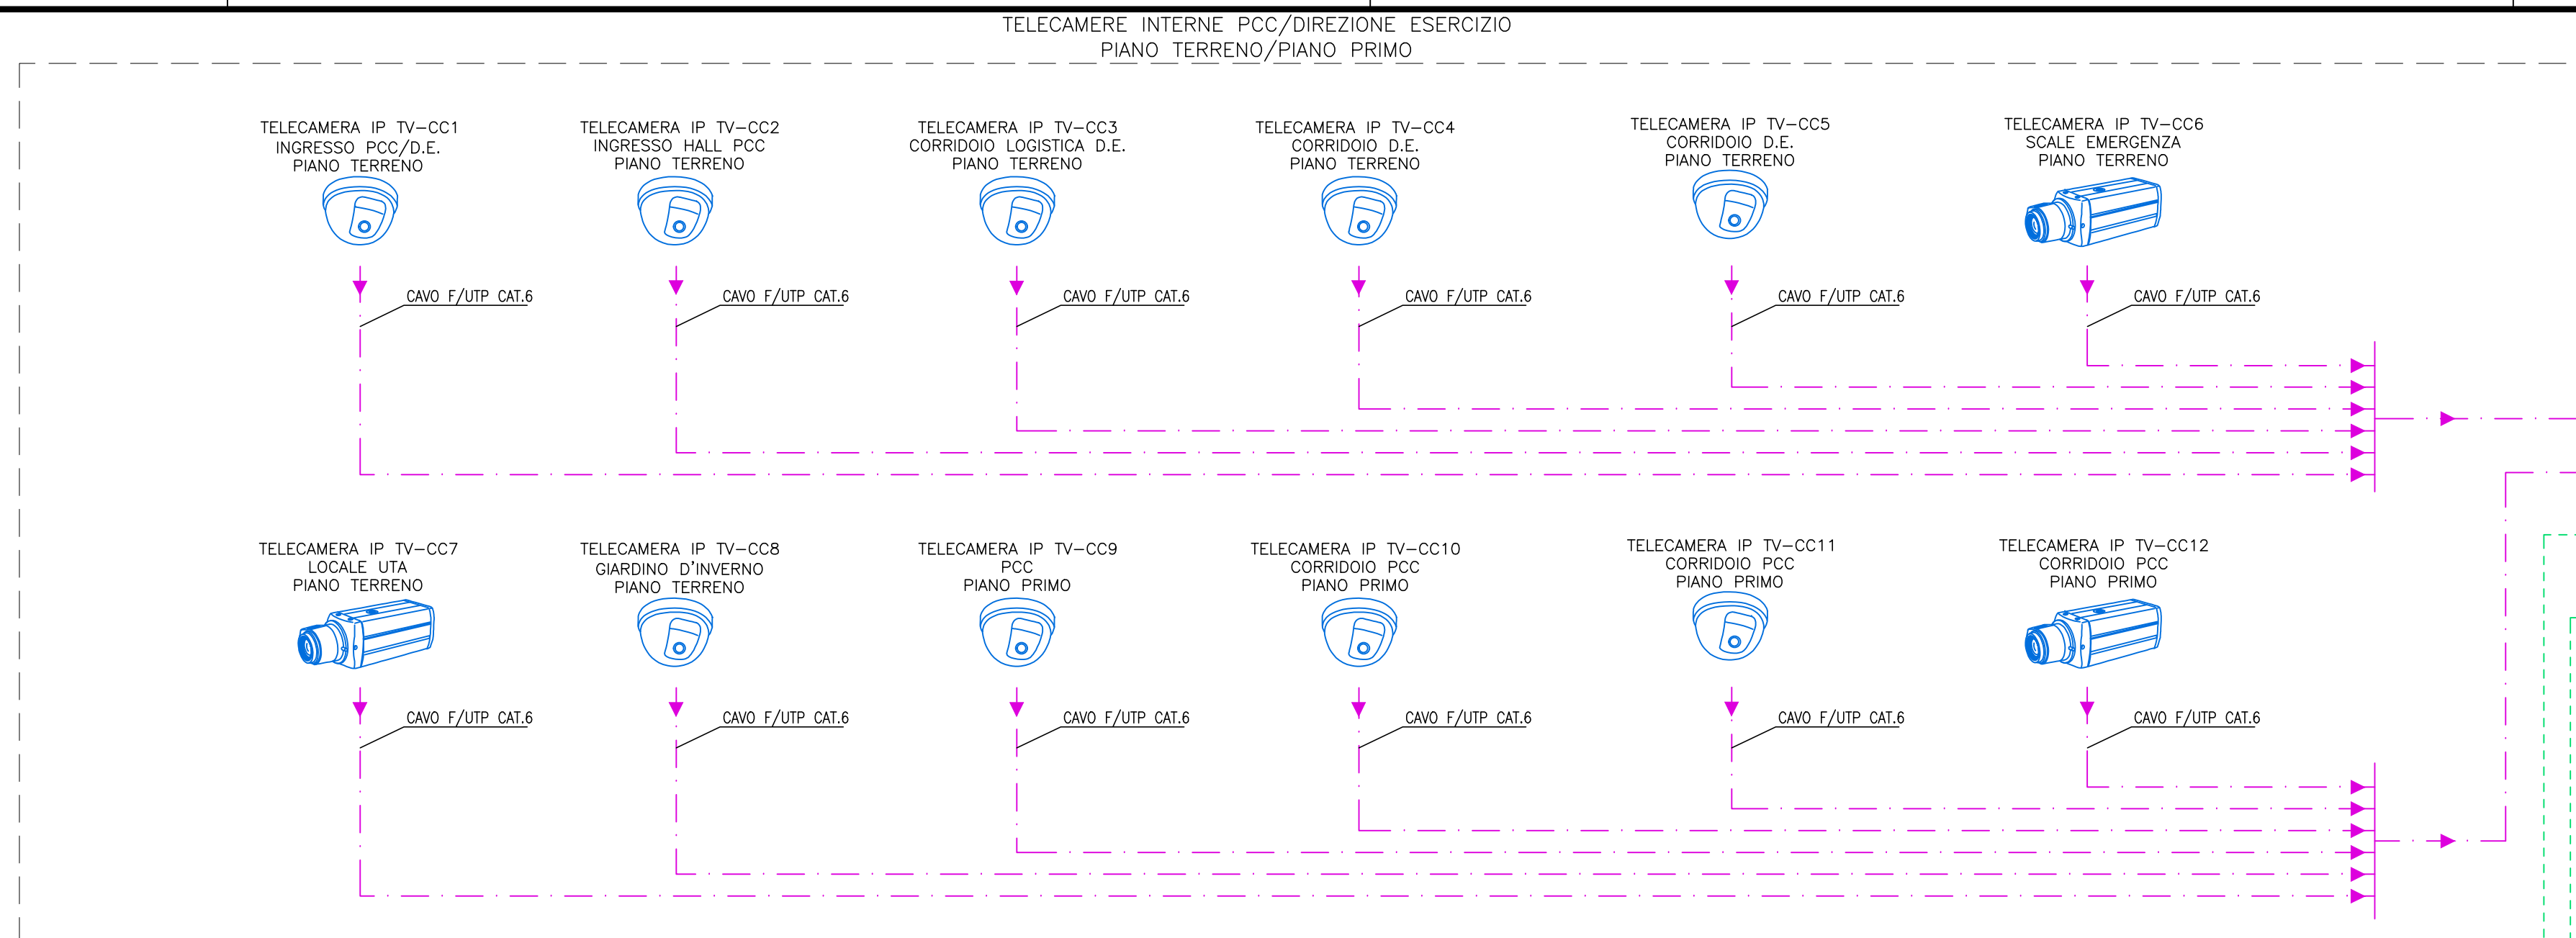 TELECAMERE INTERNE PCC/DIREZIONE ESERCIZIO
PIANO TERRENO/PIANO PRIMO
TELECAMERA IP TV-CC1
INGRESSO PCC/D.E.
PIANO TERRENO
TELECAMERA IP TV-CC2
INGRESSO HALL PCC
PIANO TERRENO
TELECAMERA IP TV-CC3
CORRIDOIO LOGISTICA D.E.
PIANO TERRENO
TELECAMERA IP TV-CC4
CORRIDOIO D.E.
PIANO TERRENO
TELECAMERA IP TV-CC5
CORRIDOIO D.E.
PIANO TERRENO
TELECAMERA IP TV-CC6
SCALE EMERGENZA
PIANO TERRENO
CAVO F/UTP CAT.6
CAVO F/UTP CAT.6
CAVO F/UTP CAT.6
CAVO F/UTP CAT.6
CAVO F/UTP CAT.6
CAVO F/UTP CAT.6
TELECAMERA IP TV-CC7
LOCALE UTA
PIANO TERRENO
TELECAMERA IP TV-CC8
GIARDINO D'INVERNO
PIANO TERRENO
TELECAMERA IP TV-CC9
PCC
PIANO PRIMO
TELECAMERA IP TV-CC10
CORRIDOIO PCC
PIANO PRIMO
TELECAMERA IP TV-CC11
CORRIDOIO PCC
PIANO PRIMO
TELECAMERA IP TV-CC12
CORRIDOIO PCC
PIANO PRIMO
CAVO F/UTP CAT.6
CAVO F/UTP CAT.6
CAVO F/UTP CAT.6
CAVO F/UTP CAT.6
CAVO F/UTP CAT.6
CAVO F/UTP CAT.6